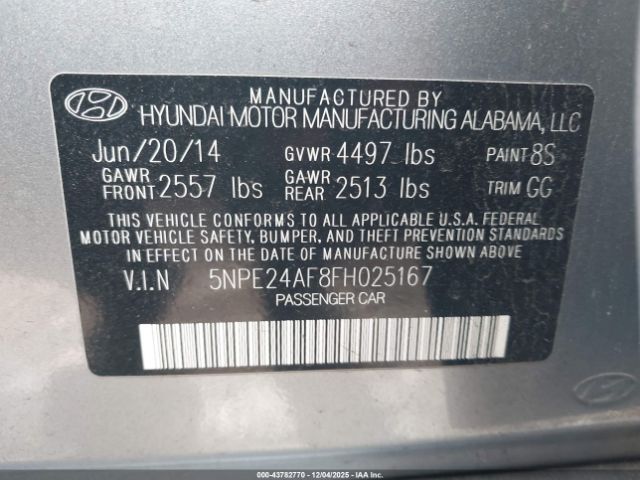 MANUFACTURED BY
HYUNDAI MOTOR MANUFACTURING ALABAMA, LLC
Jun/20/14 GVWR 4497 lbs PAINT 8S
GAWR FRONT 2557 lbs GAWR REAR 2513 lbs TRIM GG
THIS VEHICLE CONFORMS TO ALL APPLICABLE U.S.A. FEDERAL
MOTOR VEHICLE SAFETY, BUMPER, AND THEFT PREVENTION STANDARDS
IN EFFECT ON THE DATE OF MANUFACTURE SHOWN ABOVE.
V.I.N 5NPE24AF8FH025167
PASSENGER CAR
000-43782770 - 12/04/2025 - IAAI.COM